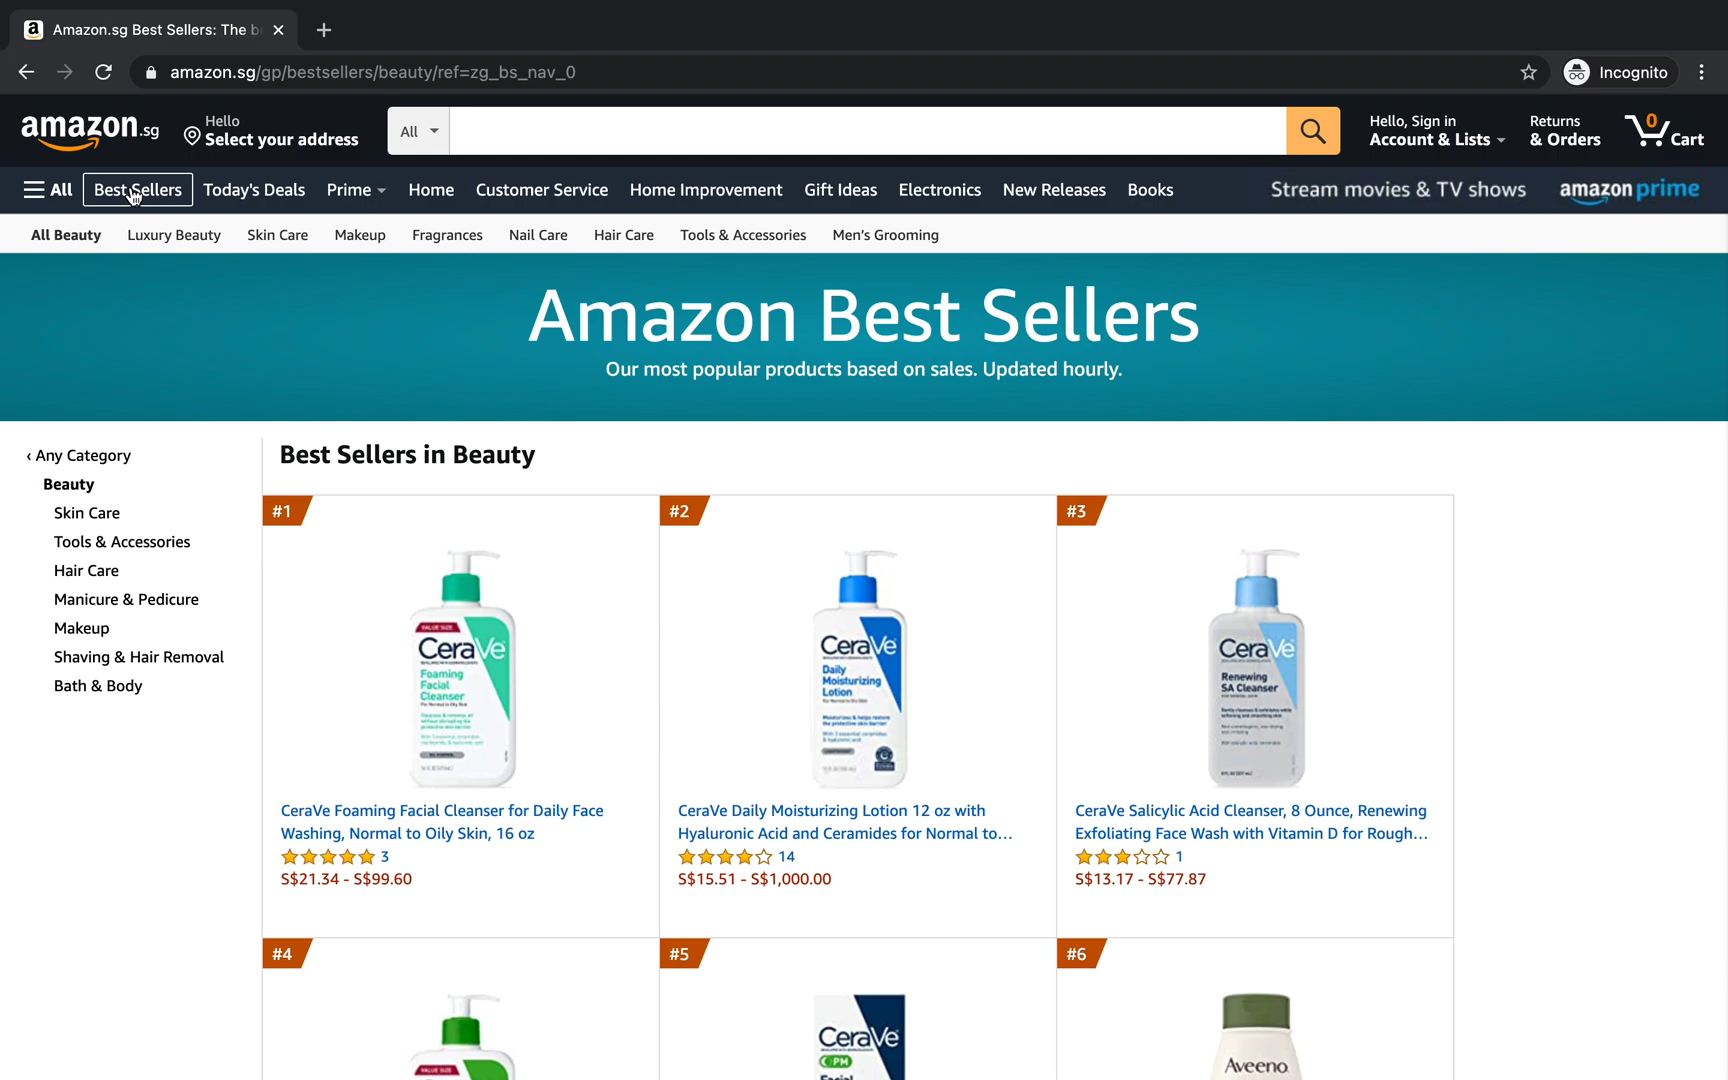 Amazon.sg Best Sellers: The b
amazon.sg/gp/bestsellers/beauty/ref=zg_bs_nav_0
Incognito
amazon.sg
Hello
Select your address
All
Hello, Sign in
Account & Lists
Returns
& Orders
0
Cart
All
Best Sellers
Today's Deals
Prime
Home
Customer Service
Home Improvement
Gift Ideas
Electronics
New Releases
Books
Stream movies & TV shows
amazon prime
All Beauty
Luxury Beauty
Skin Care
Makeup
Fragrances
Nail Care
Hair Care
Tools & Accessories
Men's Grooming
Amazon Best Sellers
Our most popular products based on sales. Updated hourly.
‹ Any Category
Beauty
Skin Care
Tools & Accessories
Hair Care
Manicure & Pedicure
Makeup
Shaving & Hair Removal
Bath & Body
Best Sellers in Beauty
#1
VALUE SIZE
CeraVe
Foaming
Facial
Cleanser
CeraVe Foaming Facial Cleanser for Daily Face
Washing, Normal to Oily Skin, 16 oz
3
S$21.34 - S$99.60
#2
CeraVe
Daily
Moisturizing
Lotion
CeraVe Daily Moisturizing Lotion 12 oz with
Hyaluronic Acid and Ceramides for Normal to...
14
S$15.51 - S$1,000.00
#3
CeraVe
Renewing
SA Cleanser
CeraVe Salicylic Acid Cleanser, 8 Ounce, Renewing
Exfoliating Face Wash with Vitamin D for Rough...
1
S$13.17 - S$77.87
#4
VALUE SIZE
#5
CeraVe
PM
Facial
#6
Aveeno